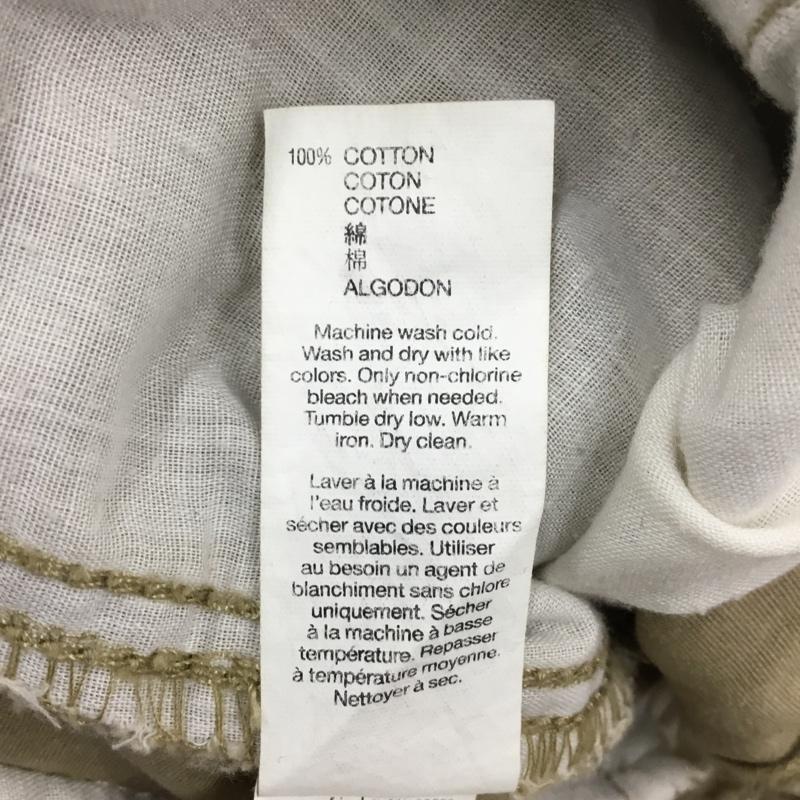 100% COTTON
COTON
COTONE
綿
棉
ALGODON
Machine wash cold.
Wash and dry with like
colors. Only non-chlorine
bleach when needed.
Tumble dry low. Warm
iron. Dry clean.
Laver à la machine à
l'eau froide. Laver et
sécher avec des couleurs
semblables. Utiliser
au besoin un agent de
blanchiment sans chlore
uniquement. Sécher
à la machine à basse
température. Repasser
à température moyenne.
Nettoyer à sec.